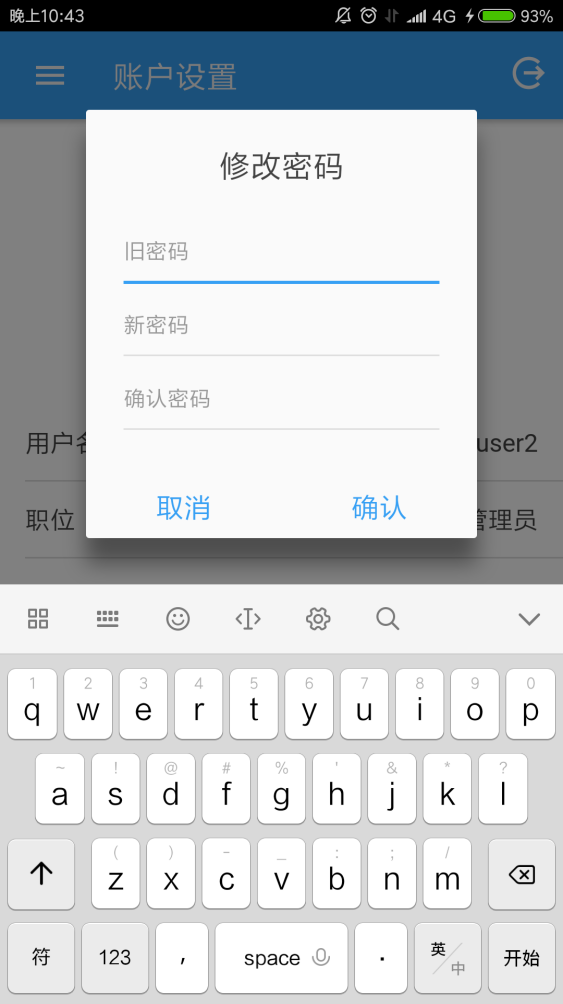 晚上10:43 4G 93%
账户设置
修改密码
旧密码
新密码
确认密码
用户名 user2
职位 管理员
取消 确认
1 2 3 4 5 6 7 8 9 0
q w e r t y u i o p
~ ! @ # % ' & * ?
a s d f g h j k l
( ) - _ : ; /
z x c v b n m
符 123 , space . 英/中 开始